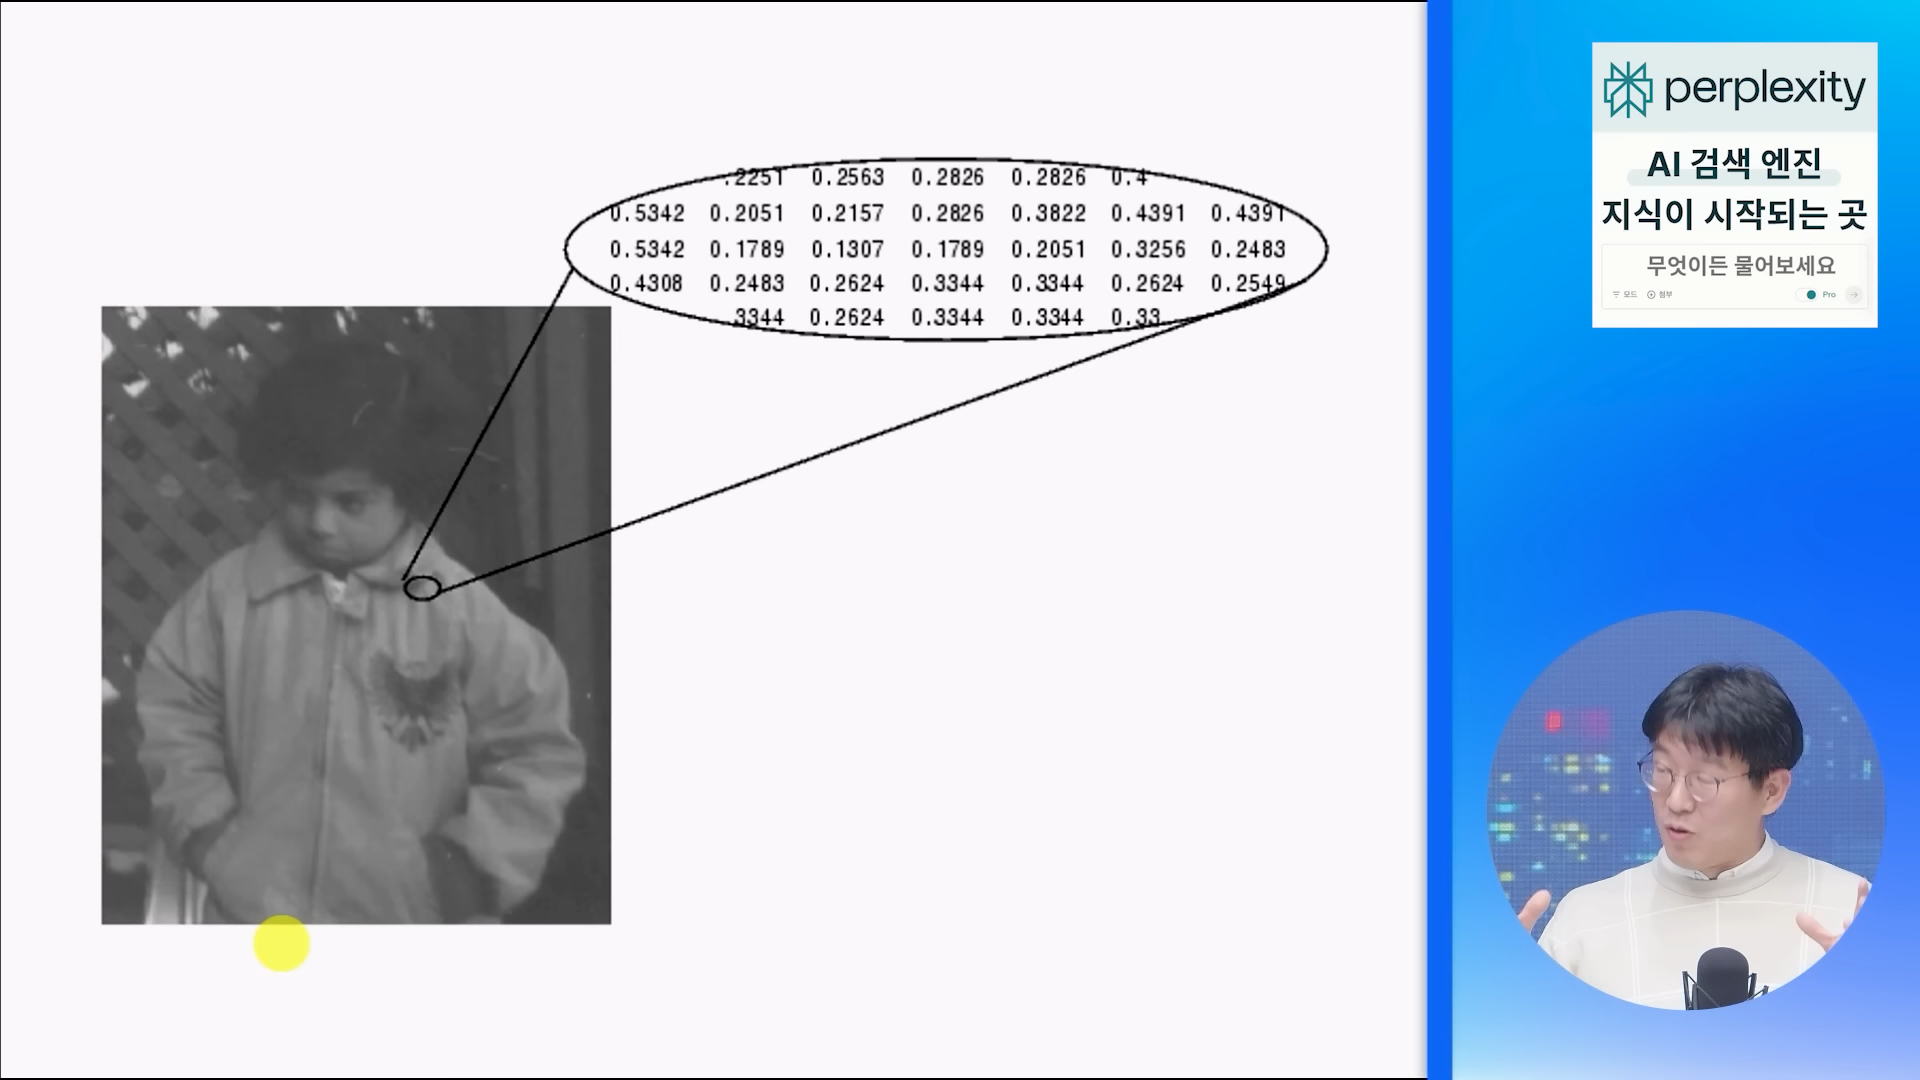 .2251 0.2563 0.2826 0.2826 0.4
0.5342 0.2051 0.2157 0.2826 0.3822 0.4391 0.4391
0.5342 0.1789 0.1307 0.1789 0.2051 0.3256 0.2483
0.4308 0.2483 0.2624 0.3344 0.3344 0.2624 0.2549
3344 0.2624 0.3344 0.3344 0.33
perplexity
AI 검색 엔진
지식이 시작되는 곳
무엇이든 물어보세요
모드 첨부 Pro